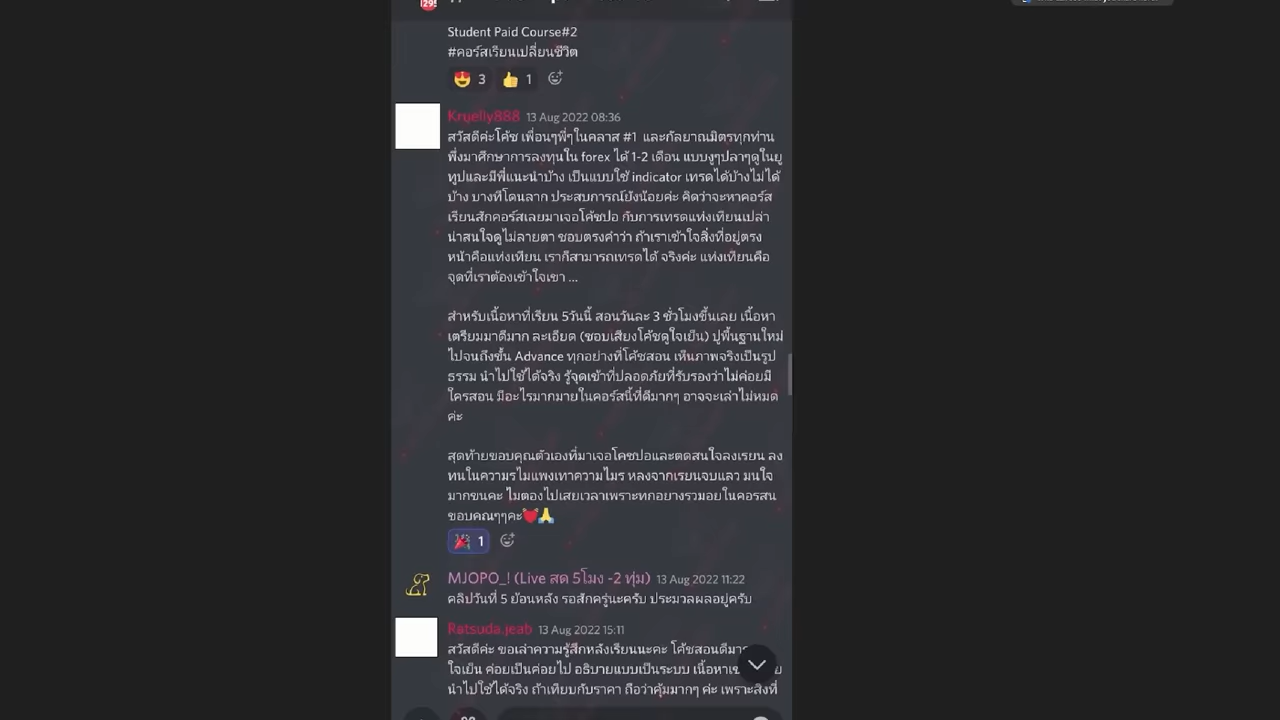 Student Paid Course#2
#คอร์สเรียนเปลี่ยนชีวิต
3 1
Kruelly888 13 Aug 2022 08:36
สวัสดีค่ะโค้ช เพื่อนๆพี่ๆในคลาส #1 และกัลยาณมิตรทุกท่าน
พึ่งมาศึกษาการลงทุนใน forex ได้ 1-2 เดือน แบบงูๆปลาๆดูในยู
ทูปและมีพี่แนะนำบ้าง เป็นแบบใช้ indicator เทรดได้บ้างไม่ได้
บ้าง บางทีโดนลาก ประสบการณ์ยังน้อยค่ะ คิดว่าจะหาคอร์ส
เรียนสักคอร์สเลยมาเจอโค้ชปอ กับการเทรดแท่งเทียนเปล่า
น่าสนใจดูไม่ลายตา ชอบตรงคำว่า ถ้าเราเข้าใจสิ่งที่อยู่ตรง
หน้าคือแท่งเทียน เราก็สามารถเทรดได้ จริงค่ะ แท่งเทียนคือ
จุดที่เราต้องเข้าใจเขา ...
สำหรับเนื้อหาที่เรียน 5วันนี้ สอนวันละ 3 ชั่วโมงขึ้นเลย เนื้อหา
เตรียมมาดีมาก ละเอียด (ชอบเสียงโค้ชดูใจเย็น) ปูพื้นฐานใหม่
ไปจนถึงขั้น Advance ทุกอย่างที่โค้ชสอน เห็นภาพจริงเป็นรูป
ธรรม นำไปใช้ได้จริง รู้จุดเข้าที่ปลอดภัยที่รับรองว่าไม่ค่อยมี
ใครสอน มีอะไรมากมายในคอร์สนี้ที่ดีมากๆ อาจจะเล่าไม่หมด
ค่ะ
สุดท้ายขอบคุณตัวเองที่มาเจอโคชปอและตดสนใจลงเรียน ลง
ทนในความรไมแพงเทาความไมร หลงจากเรยนจบแลว มนใจ
มากขนคะ ไมตองไปเสยเวลาเพราะทกอยางรวมอยในคอรสน
ขอบคณๆๆคะ
1
MJOPO_! (Live สด 5โมง -2 ทุ่ม) 13 Aug 2022 11:22
คลิปวันที่ 5 ย้อนหลัง รอสักครู่นะครับ ประมวลผลอยู่ครับ
Ratsuda.jeab 13 Aug 2022 15:11
สวัสดีค่ะ ขอเล่าความรู้สึกหลังเรียนนะคะ โค้ชสอนดีมาก
ใจเย็น ค่อยเป็นค่อยไป อธิบายแบบเป็นระบบ
นำไปใช้ได้จริง ถ้าเทียบกับราคา ถือว่าคุ้มมากๆ ค่ะ เพราะสิ่งที่